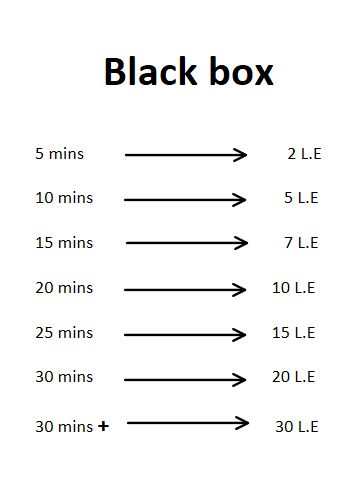 Black box
5 mins 2 L.E
10 mins 5 L.E
15 mins 7 L.E
20 mins 10 L.E
25 mins 15 L.E
30 mins 20 L.E
30 mins + 30 L.E